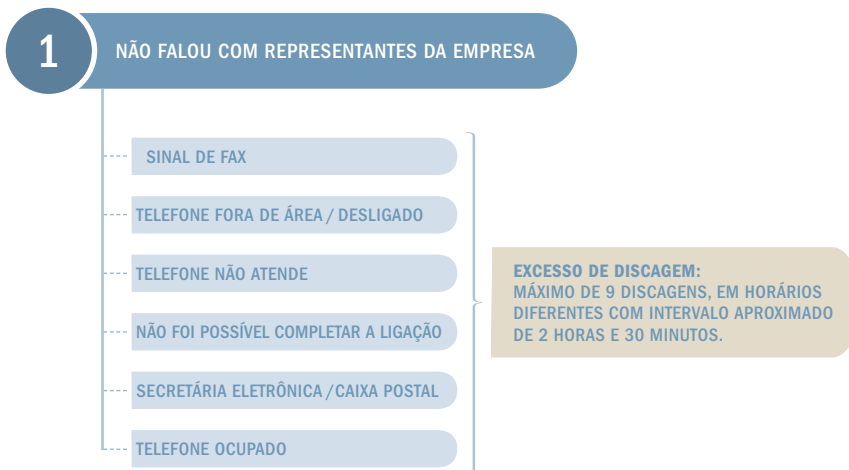 1
NÃO FALOU COM REPRESENTANTES DA EMPRESA
SINAL DE FAX
TELEFONE FORA DE ÁREA / DESLIGADO
TELEFONE NÃO ATENDE
NÃO FOI POSSÍVEL COMPLETAR A LIGAÇÃO
SECRETÁRIA ELETRÔNICA / CAIXA POSTAL
TELEFONE OCUPADO
EXCESSO DE DISCAGEM:
MÁXIMO DE 9 DISCAGENS, EM HORÁRIOS
DIFERENTES COM INTERVALO APROXIMADO
DE 2 HORAS E 30 MINUTOS.